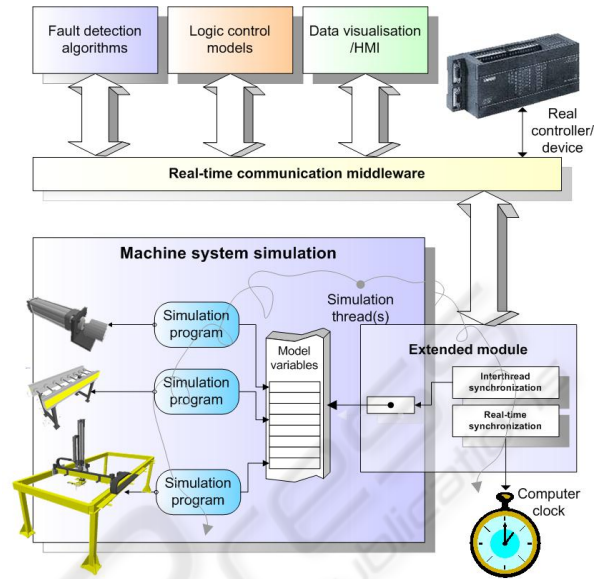 Fault detection
algorithms
Logic control
models
Data visualisation
/HMI
Real
controller/
device
Real-time communication middleware
Machine system simulation
Simulation
thread(s)
Simulation
program
Model
variables
Extended module
Interthread
synchronization
Simulation
program
Real-time
synchronization
Simulation
program
Computer
clock